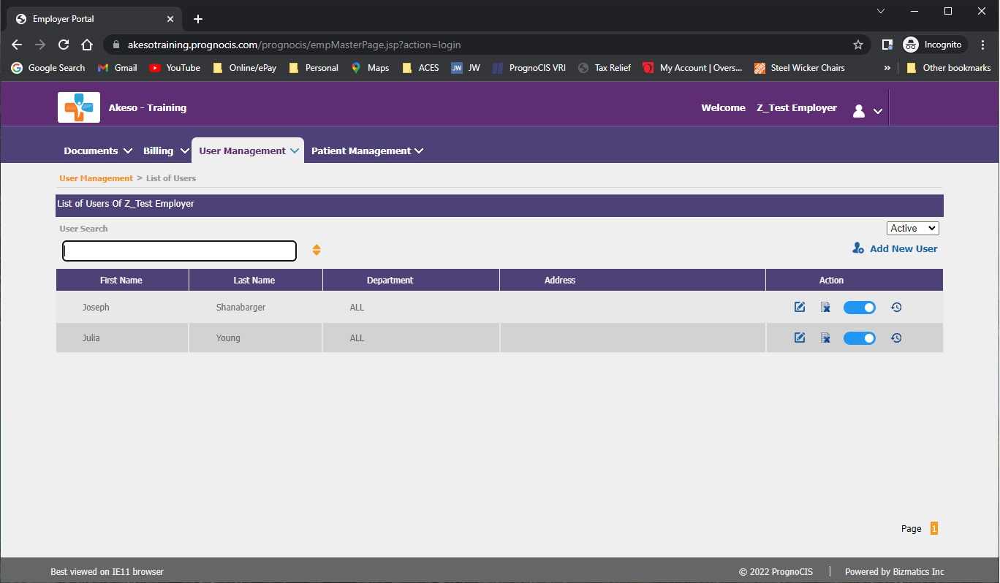 Employer Portal
akesotraining.prognocis.com/prognocis/empMasterPage.jsp?action=login
Incognito
Google Search Gmail YouTube Online/ePay Personal Maps ACES JW JW PrognoCIS VRI Tax Relief My Account | Overs... Steel Wicker Chairs » Other bookmarks
Akeso - Training
Welcome Z_Test Employer
Documents Billing User Management Patient Management
User Management > List of Users
List of Users Of Z_Test Employer
User Search
Active
Add New User
First Name Last Name Department Address Action
Joseph Shanabarger ALL
Julia Young ALL
Page 1
Best viewed on IE11 browser
© 2022 PrognoCIS | Powered by Bizmatics Inc